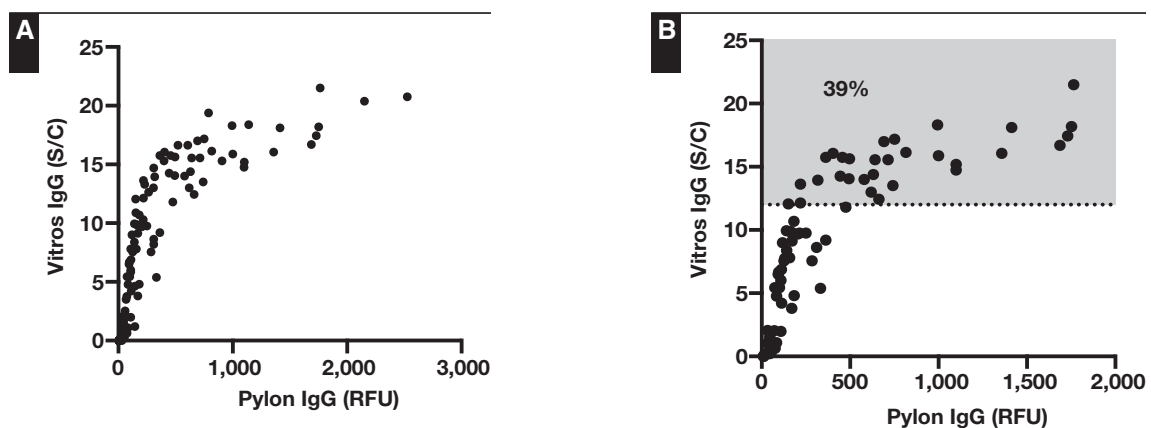 A
25
20
15
10
5
0
Vitros IgG (S/C)
0 1,000 2,000 3,000
Pylon IgG (RFU)
B
25
20
15
10
5
0
39%
Vitros IgG (S/C)
0 500 1,000 1,500 2,000
Pylon IgG (RFU)